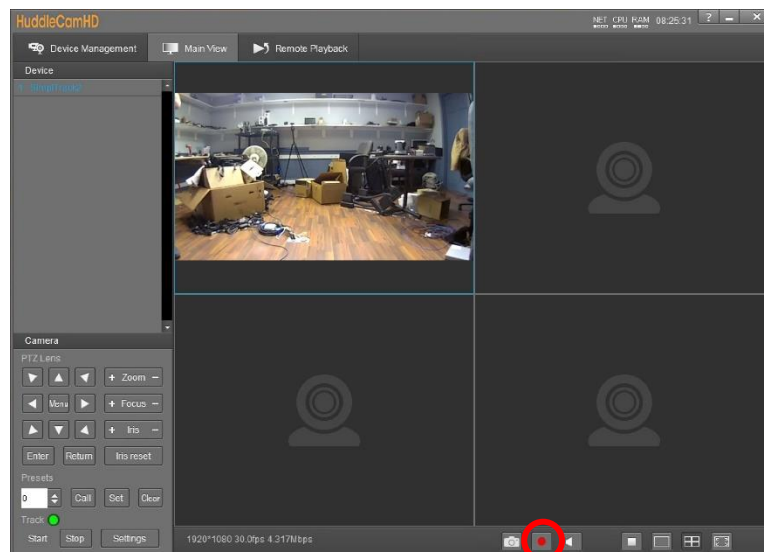 HuddleCamHD
NET CPU RAM 08:25:31 ? – ×
Device Management Main View Remote Playback
Device
Camera
PTZ Lens
+ Zoom −
Menu + Focus −
+ Iris −
Enter Return Iris reset
Presets
0 Call Set Clear
Track
Start Stop Settings
1920*1080 30.0fps 4.317Mbps